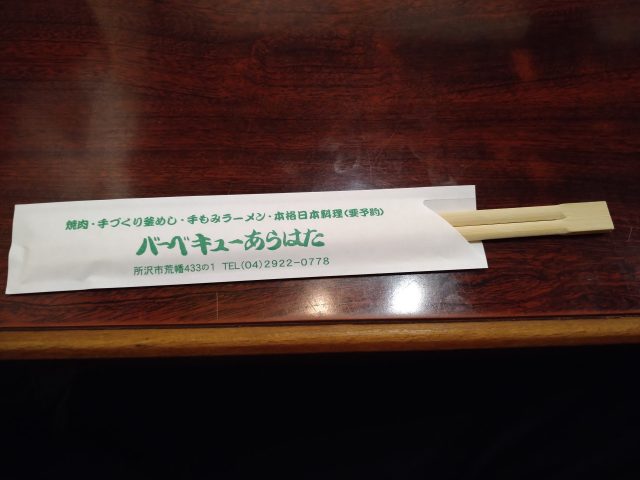 焼肉・手づくり釜めし・手もみラーメン・本格日本料理(要予約)
バーベキューあらはた
所沢市荒幡433の1 TEL(04)2922-0778